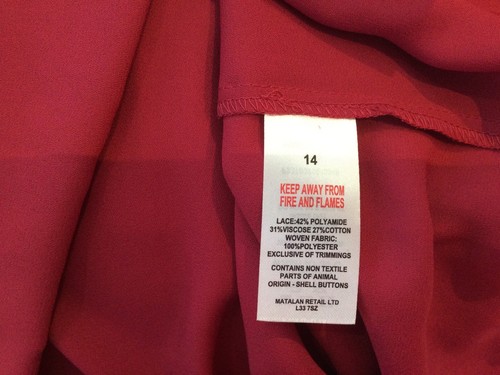 14
KEEP AWAY FROM
FIRE AND FLAMES
LACE:42% POLYAMIDE
31%VISCOSE 27%COTTON
WOVEN FABRIC:
100%POLYESTER
EXCLUSIVE OF TRIMMINGS
CONTAINS NON TEXTILE
PARTS OF ANIMAL
ORIGIN - SHELL BUTTONS
MATALAN RETAIL LTD
L33 7SZ